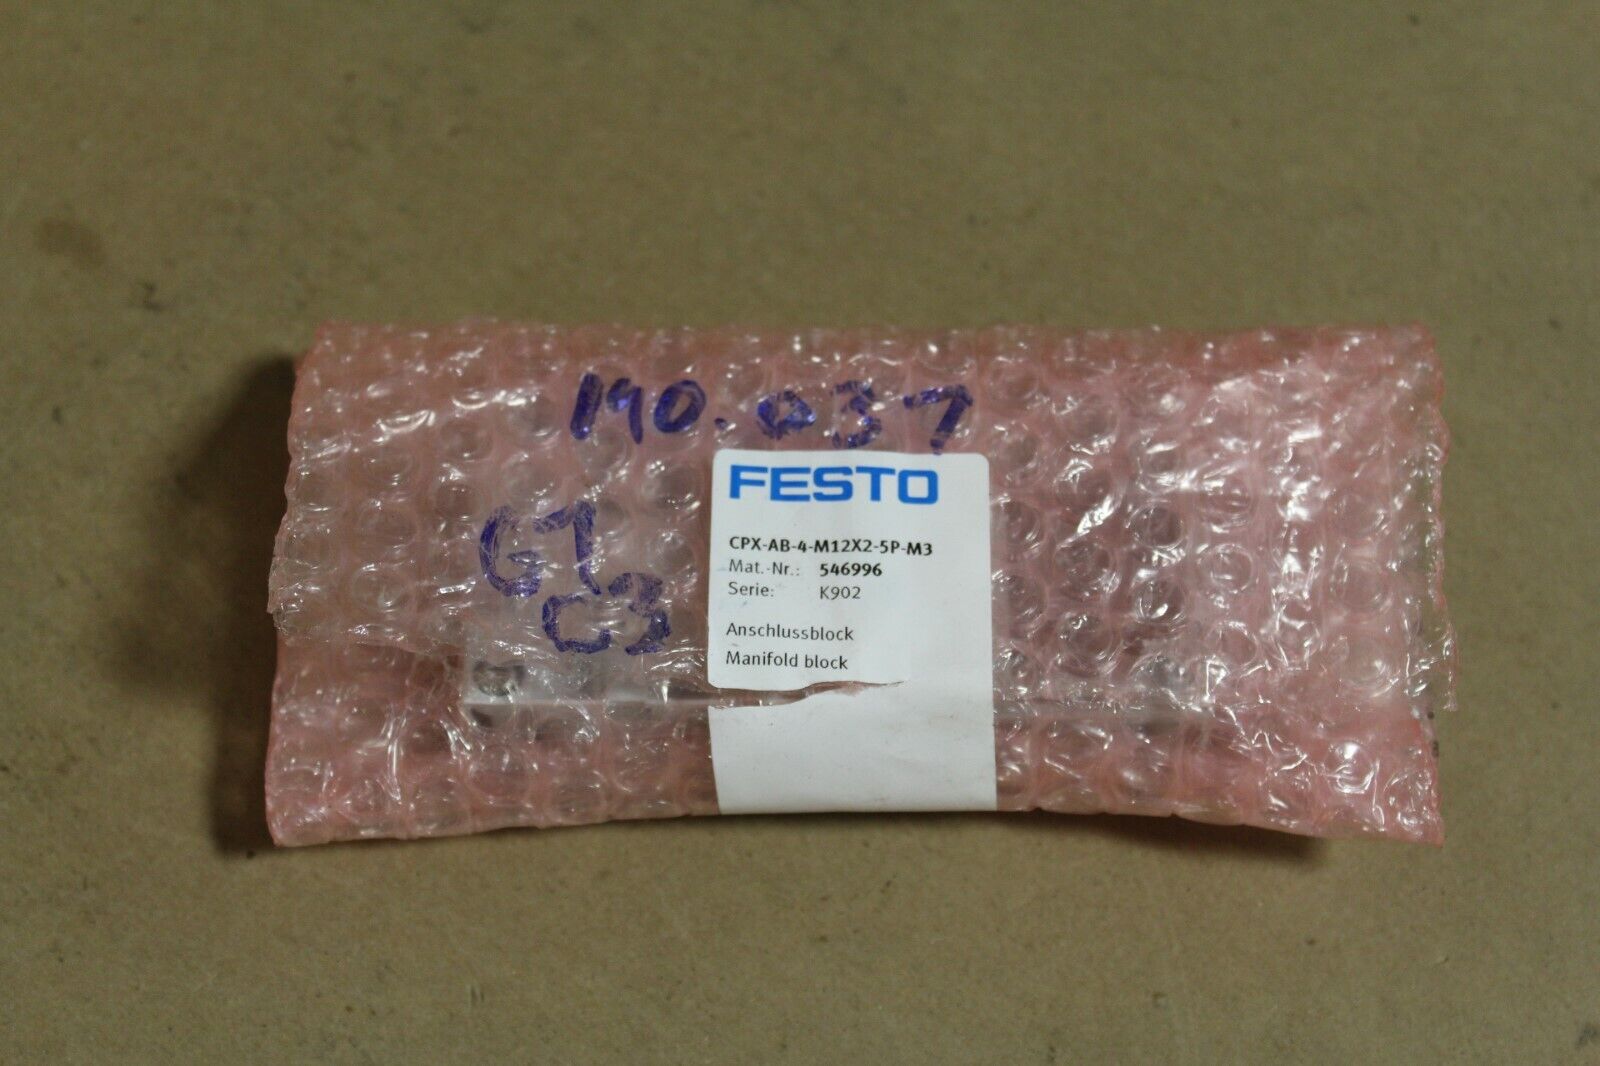 190.037
G7
C3
FESTO
CPX-AB-4-M12X2-5P-M3
Mat.-Nr.: 546996
Serie: K902
Anschlussblock
Manifold block